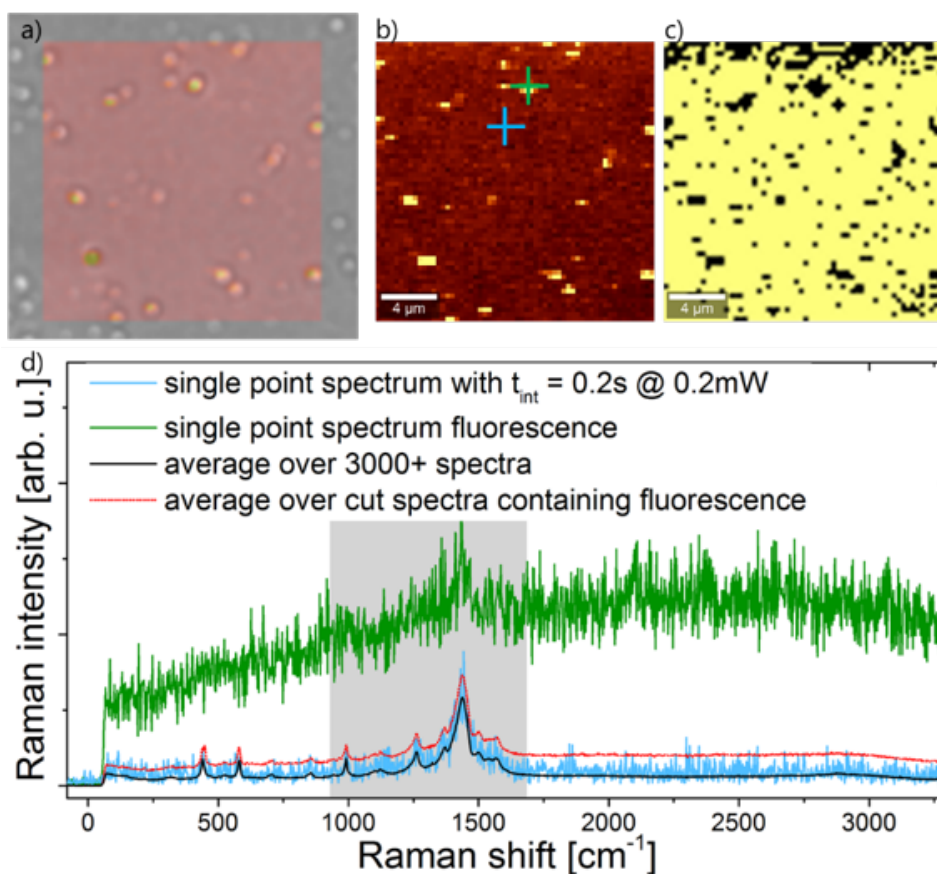 a)
b)
c)
4 µm
4 µm
d)
single point spectrum with t_int = 0.2s @ 0.2mW
single point spectrum fluorescence
average over 3000+ spectra
average over cut spectra containing fluorescence
Raman intensity [arb. u.]
0 500 1000 1500 2000 2500 3000
Raman shift [cm⁻¹]